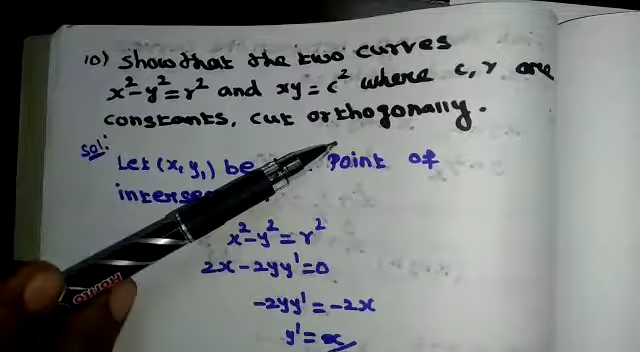 10) Show that the two curves
x²-y²=r² and xy=c² where c, r are
constants, cut orthogonally.
Sol:
Let (x₁ y₁) be Point of
x²-y²=r²
2x-2yy'=0
-2yy'=-2x
y'=x